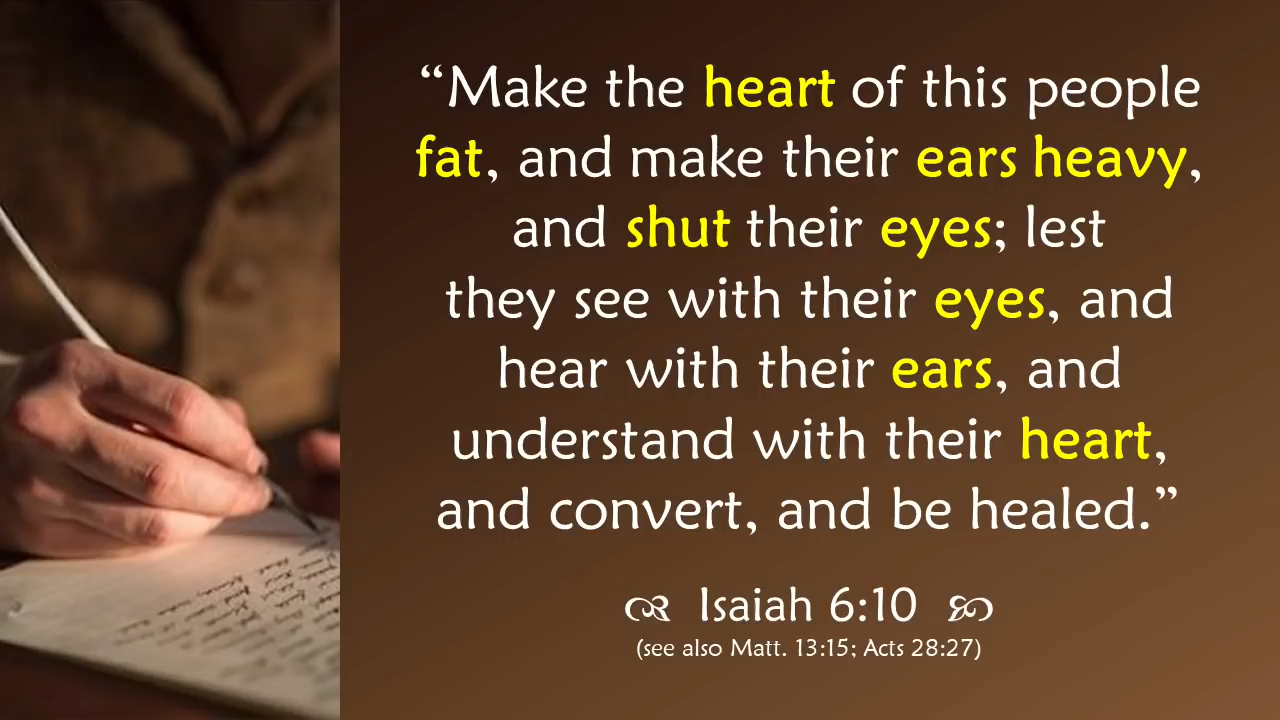 “Make the heart of this people
fat, and make their ears heavy,
and shut their eyes; lest
they see with their eyes, and
hear with their ears, and
understand with their heart,
and convert, and be healed.”
Isaiah 6:10
(see also Matt. 13:15; Acts 28:27)